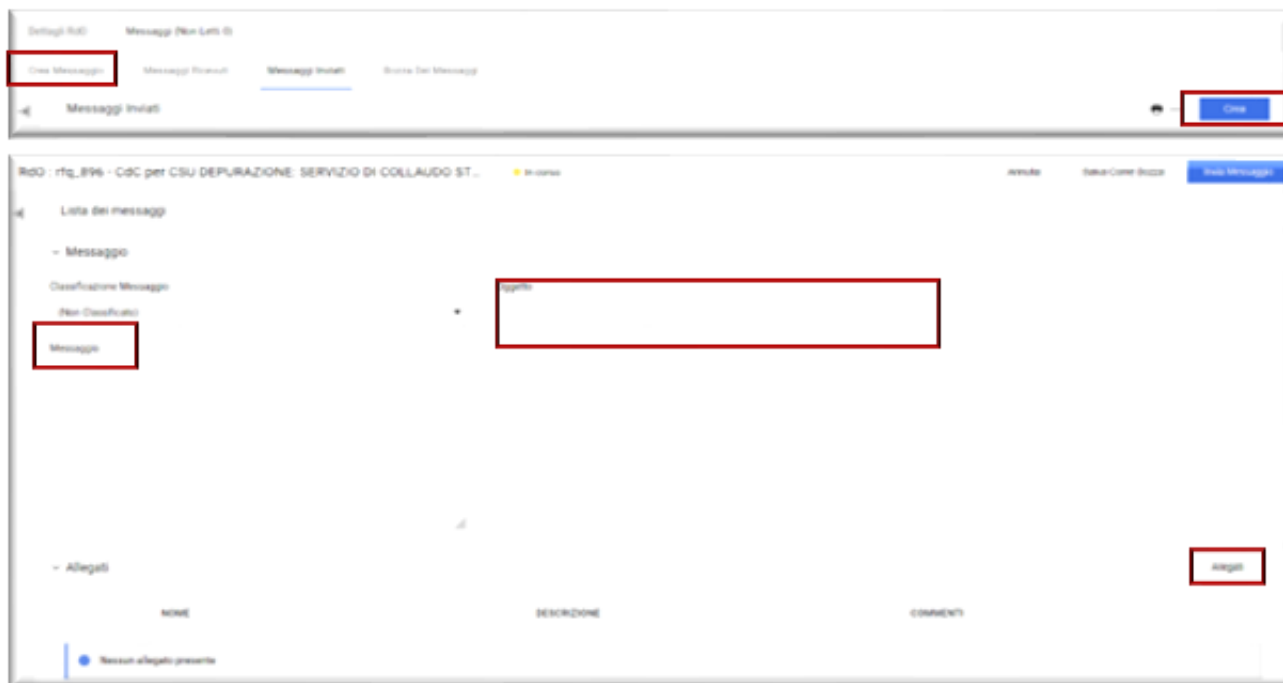 Dettagli RdO Messaggi (Non Letti 0)
Crea Messaggio Messaggi Ricevuti Messaggi Inviati Bozza Dei Messaggi
Messaggi Inviati Crea
RdO : rfq_896 - CdC per CSU DEPURAZIONE: SERVIZIO DI COLLAUDO ST... In corso Annulla Salva Come Bozza Invia Messaggio
Lista dei messaggi
Messaggio
Classificazione Messaggio Oggetto
(Non Classificato)
Messaggio
Allegati Allegati
NOME DESCRIZIONE COMMENTI
Nessun allegato presente